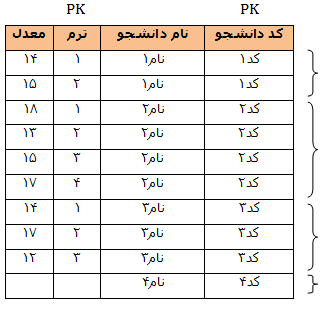 PK PK
کد دانشجو نام دانشجو ترم معدل
کد۱ نام۱ ۱ ۱۴
کد۱ نام۱ ۲ ۱۵
کد۲ نام۲ ۱ ۱۸
کد۲ نام۲ ۲ ۱۳
کد۲ نام۲ ۳ ۱۵
کد۲ نام۲ ۴ ۱۷
کد۳ نام۳ ۱ ۱۴
کد۳ نام۳ ۲ ۱۷
کد۳ نام۳ ۳ ۱۲
کد۴ نام۴